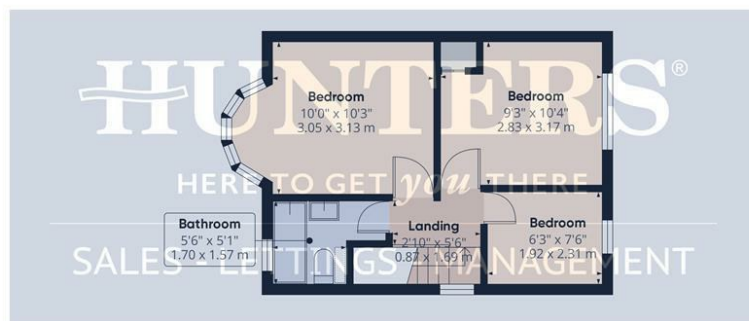 HUNTERS®
HERE TO GET you THERE
SALES - LETTINGS - MANAGEMENT
Bedroom
10'0" x 10'3"
3.05 x 3.13 m
Bedroom
9'3" x 10'4"
2.83 x 3.17 m
Bathroom
5'6" x 5'1"
1.70 x 1.57 m
Landing
2'10" x 5'6"
0.87 x 1.69 m
Bedroom
6'3" x 7'6"
1.92 x 2.31 m